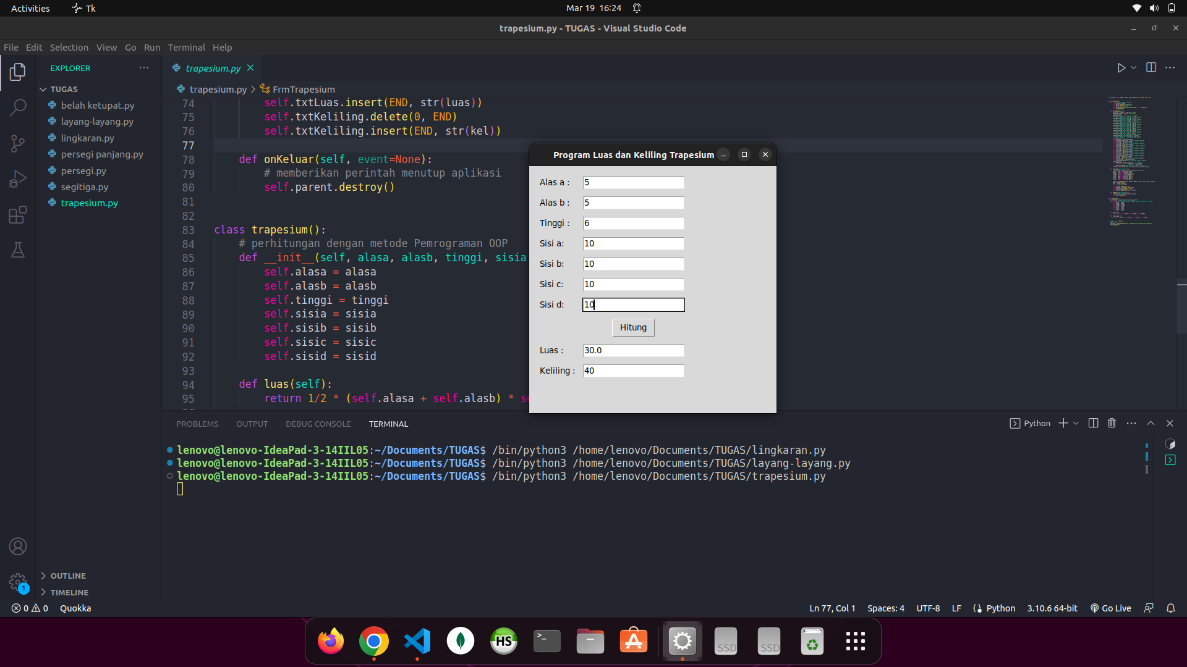 Activities
Tk
Mar 19 16:24
trapesium.py - TUGAS - Visual Studio Code
File Edit Selection View Go Run Terminal Help
EXPLORER
TUGAS
belah ketupat.py
layang-layang.py
lingkaran.py
persegi panjang.py
persegi.py
segitiga.py
trapesium.py
OUTLINE
TIMELINE
trapesium.py
trapesium.py > FrmTrapesium
74 self.txtLuas.insert(END, str(luas))
75 self.txtKeliling.delete(0, END)
76 self.txtKeliling.insert(END, str(kel))
77
78 def onKeluar(self, event=None):
79 # memberikan perintah menutup aplikasi
80 self.parent.destroy()
81
82
83 class trapesium():
84 # perhitungan dengan metode Pemrograman OOP
85 def __init__(self, alasa, alasb, tinggi, sisia
86 self.alasa = alasa
87 self.alasb = alasb
88 self.tinggi = tinggi
89 self.sisia = sisia
90 self.sisib = sisib
91 self.sisic = sisic
92 self.sisid = sisid
93
94 def luas(self):
95 return 1/2 * (self.alasa + self.alasb) * s
Program Luas dan Keliling Trapesium
Alas a : 5
Alas b : 5
Tinggi : 6
Sisi a: 10
Sisi b: 10
Sisi c: 10
Sisi d: 10
Hitung
Luas : 30.0
Keliling : 40
PROBLEMS OUTPUT DEBUG CONSOLE TERMINAL
Python
lenovo@lenovo-IdeaPad-3-14IIL05:~/Documents/TUGAS$ /bin/python3 /home/lenovo/Documents/TUGAS/lingkaran.py
lenovo@lenovo-IdeaPad-3-14IIL05:~/Documents/TUGAS$ /bin/python3 /home/lenovo/Documents/TUGAS/layang-layang.py
lenovo@lenovo-IdeaPad-3-14IIL05:~/Documents/TUGAS$ /bin/python3 /home/lenovo/Documents/TUGAS/trapesium.py
1
0 0 Quokka
Ln 77, Col 1 Spaces: 4 UTF-8 LF Python 3.10.6 64-bit Go Live
HS
>_
SSD
SSD